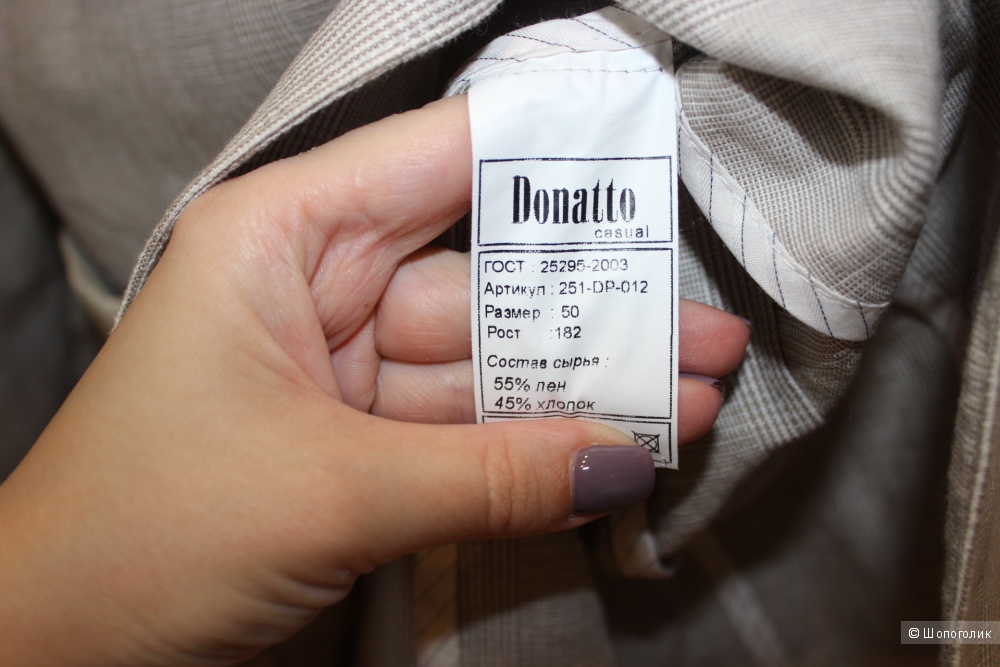 Donatto
casual
ГОСТ : 25295-2003
Артикул : 251-DP-012
Размер : 50
Рост :182
Состав сырья :
55% лен
45% хлопок
© Шопоголик